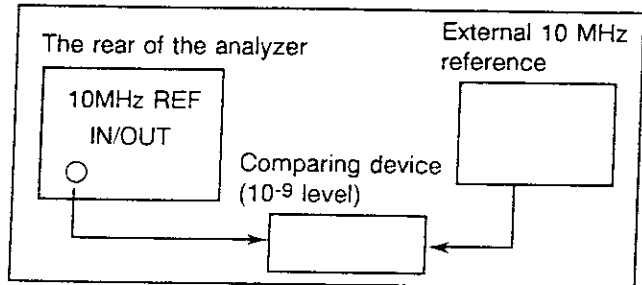 The rear of the analyzer
10MHz REF
IN/OUT
External 10 MHz
reference
Comparing device
(10-9 level)